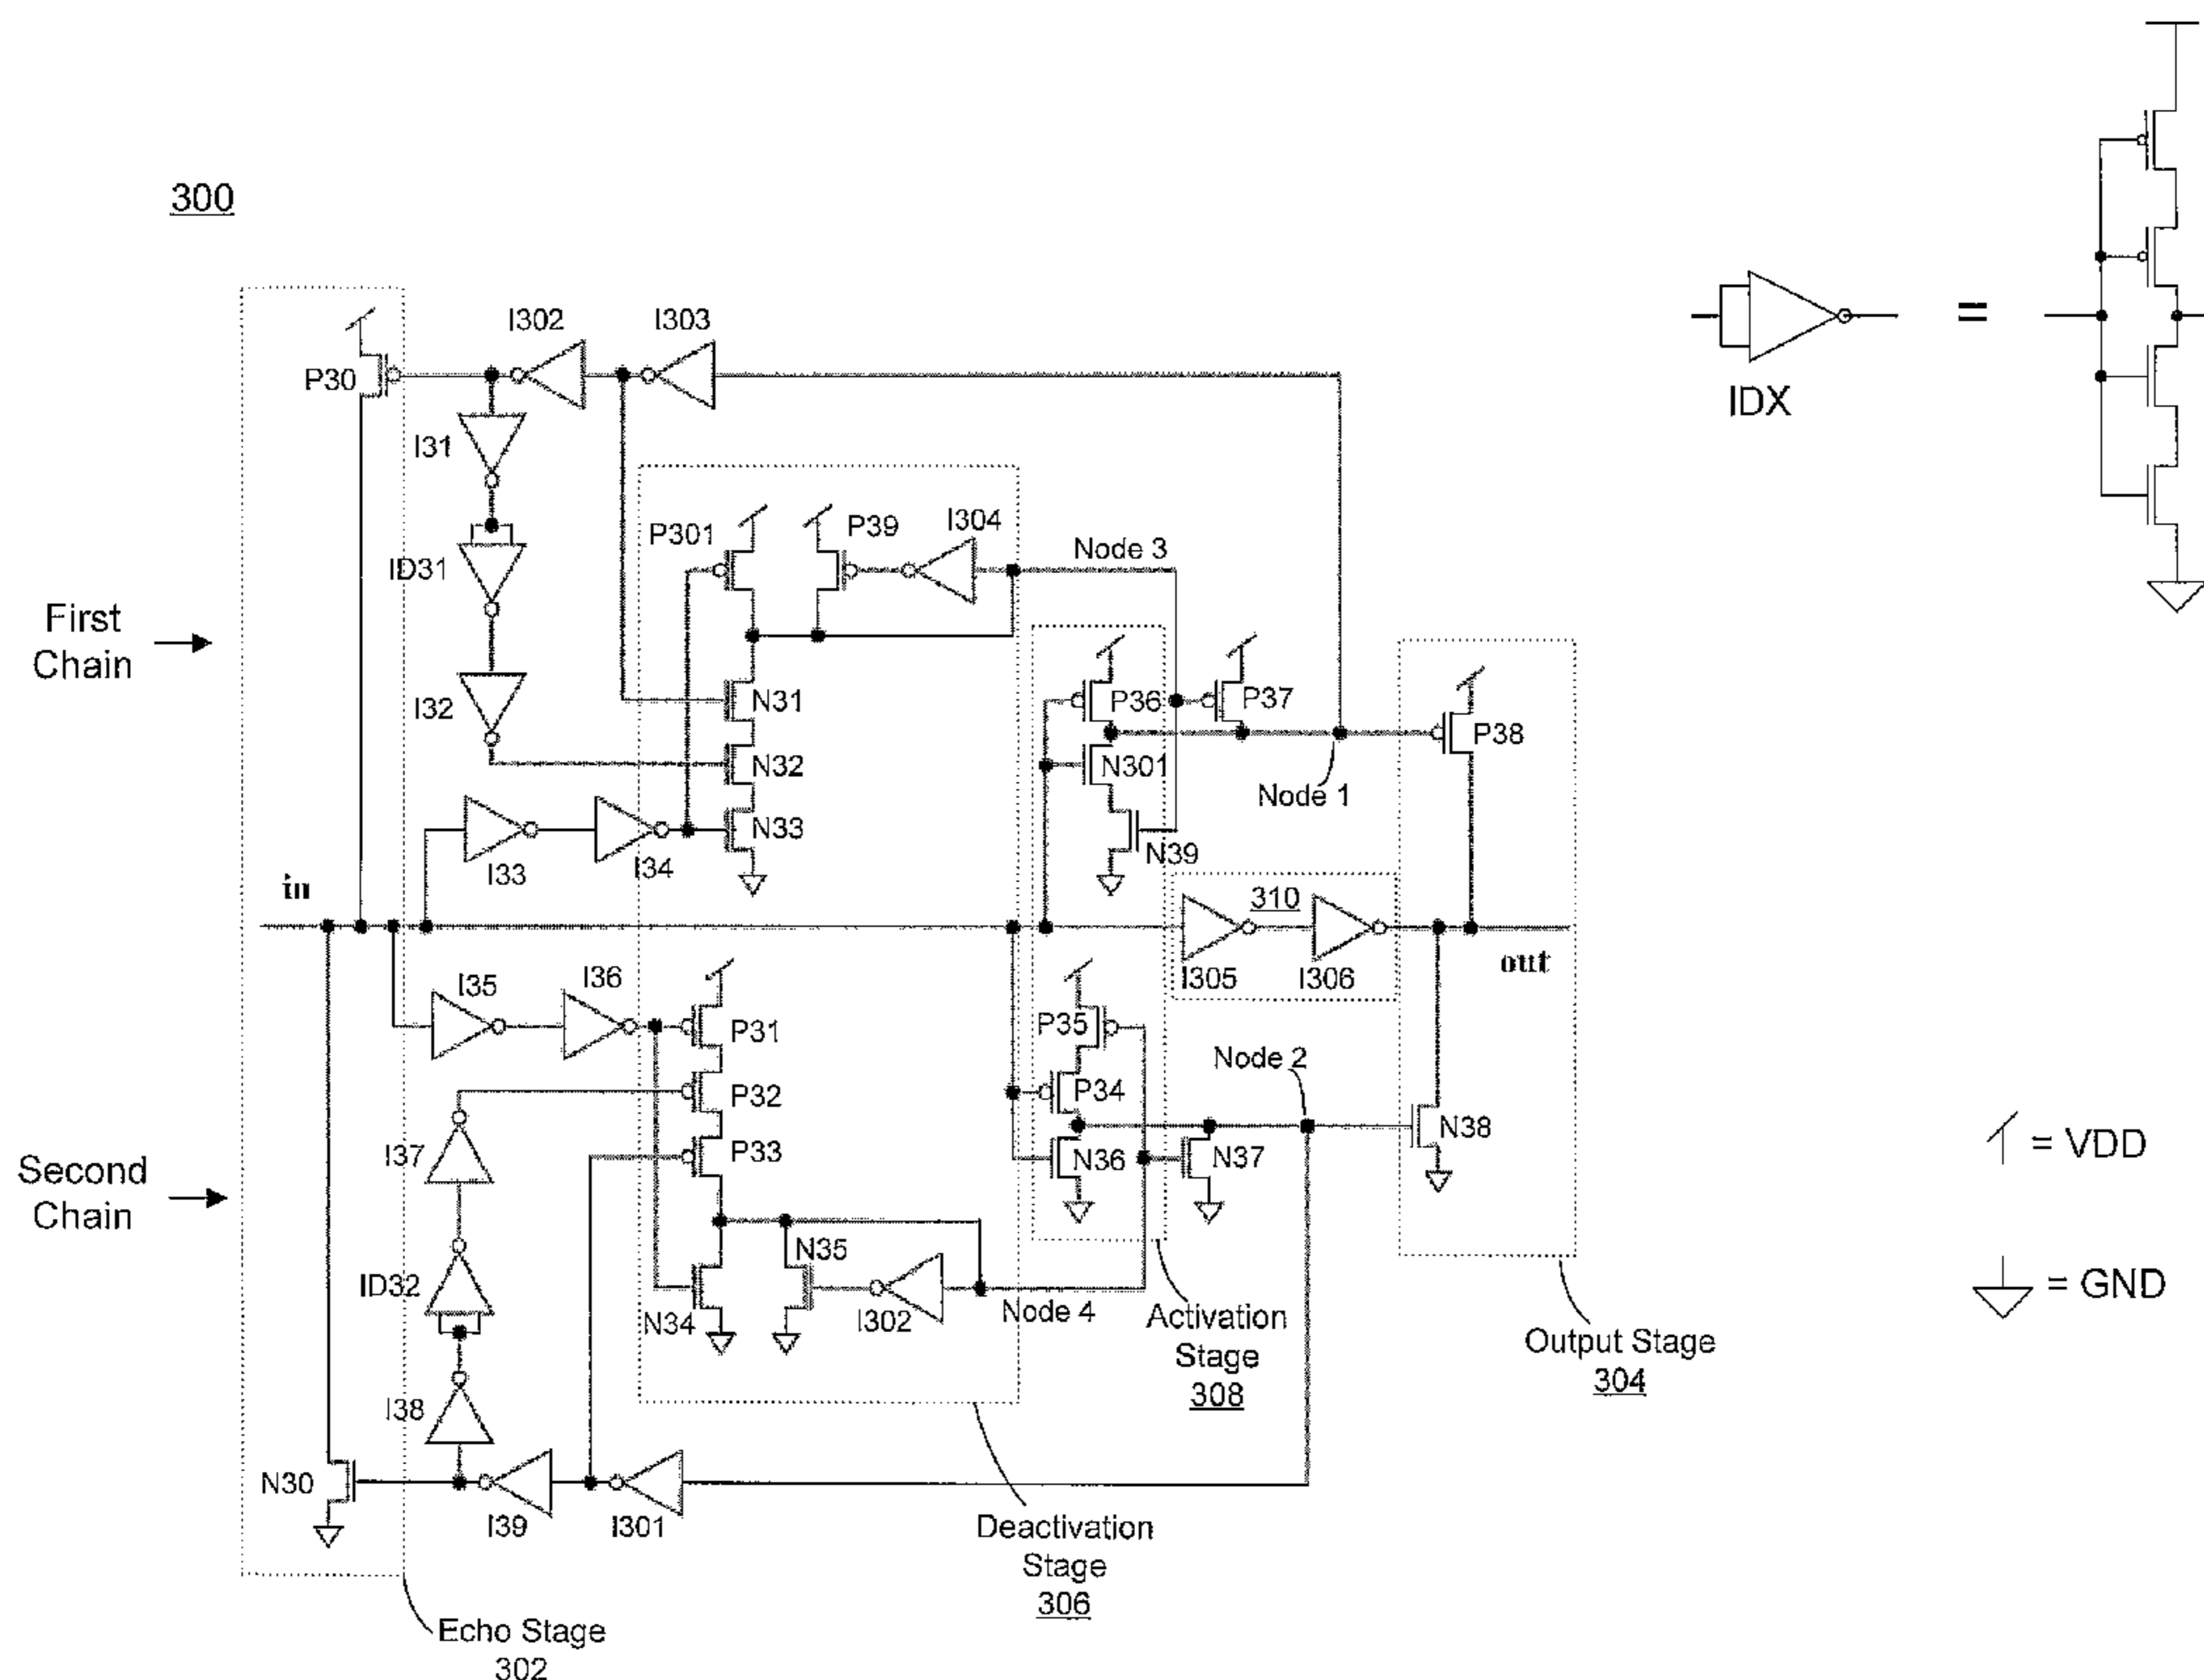 300
I302
I303
P30
I31
ID31
I32
P301
P39
I304
Node 3
IDX
=
First
Chain
N31
N32
N33
P36
P37
P38
N301
Node 1
N39
I33
I34
in
310
I305
I306
out
I35
I36
P31
P35
Node 2
P32
P34
N38
I37
P33
N36
N37
Second
Chain
ID32
N35
N34
I302
Node 4
Activation
Stage
308
Output Stage
304
= VDD
= GND
I38
N30
I39
I301
Deactivation
Stage
306
Echo Stage
302